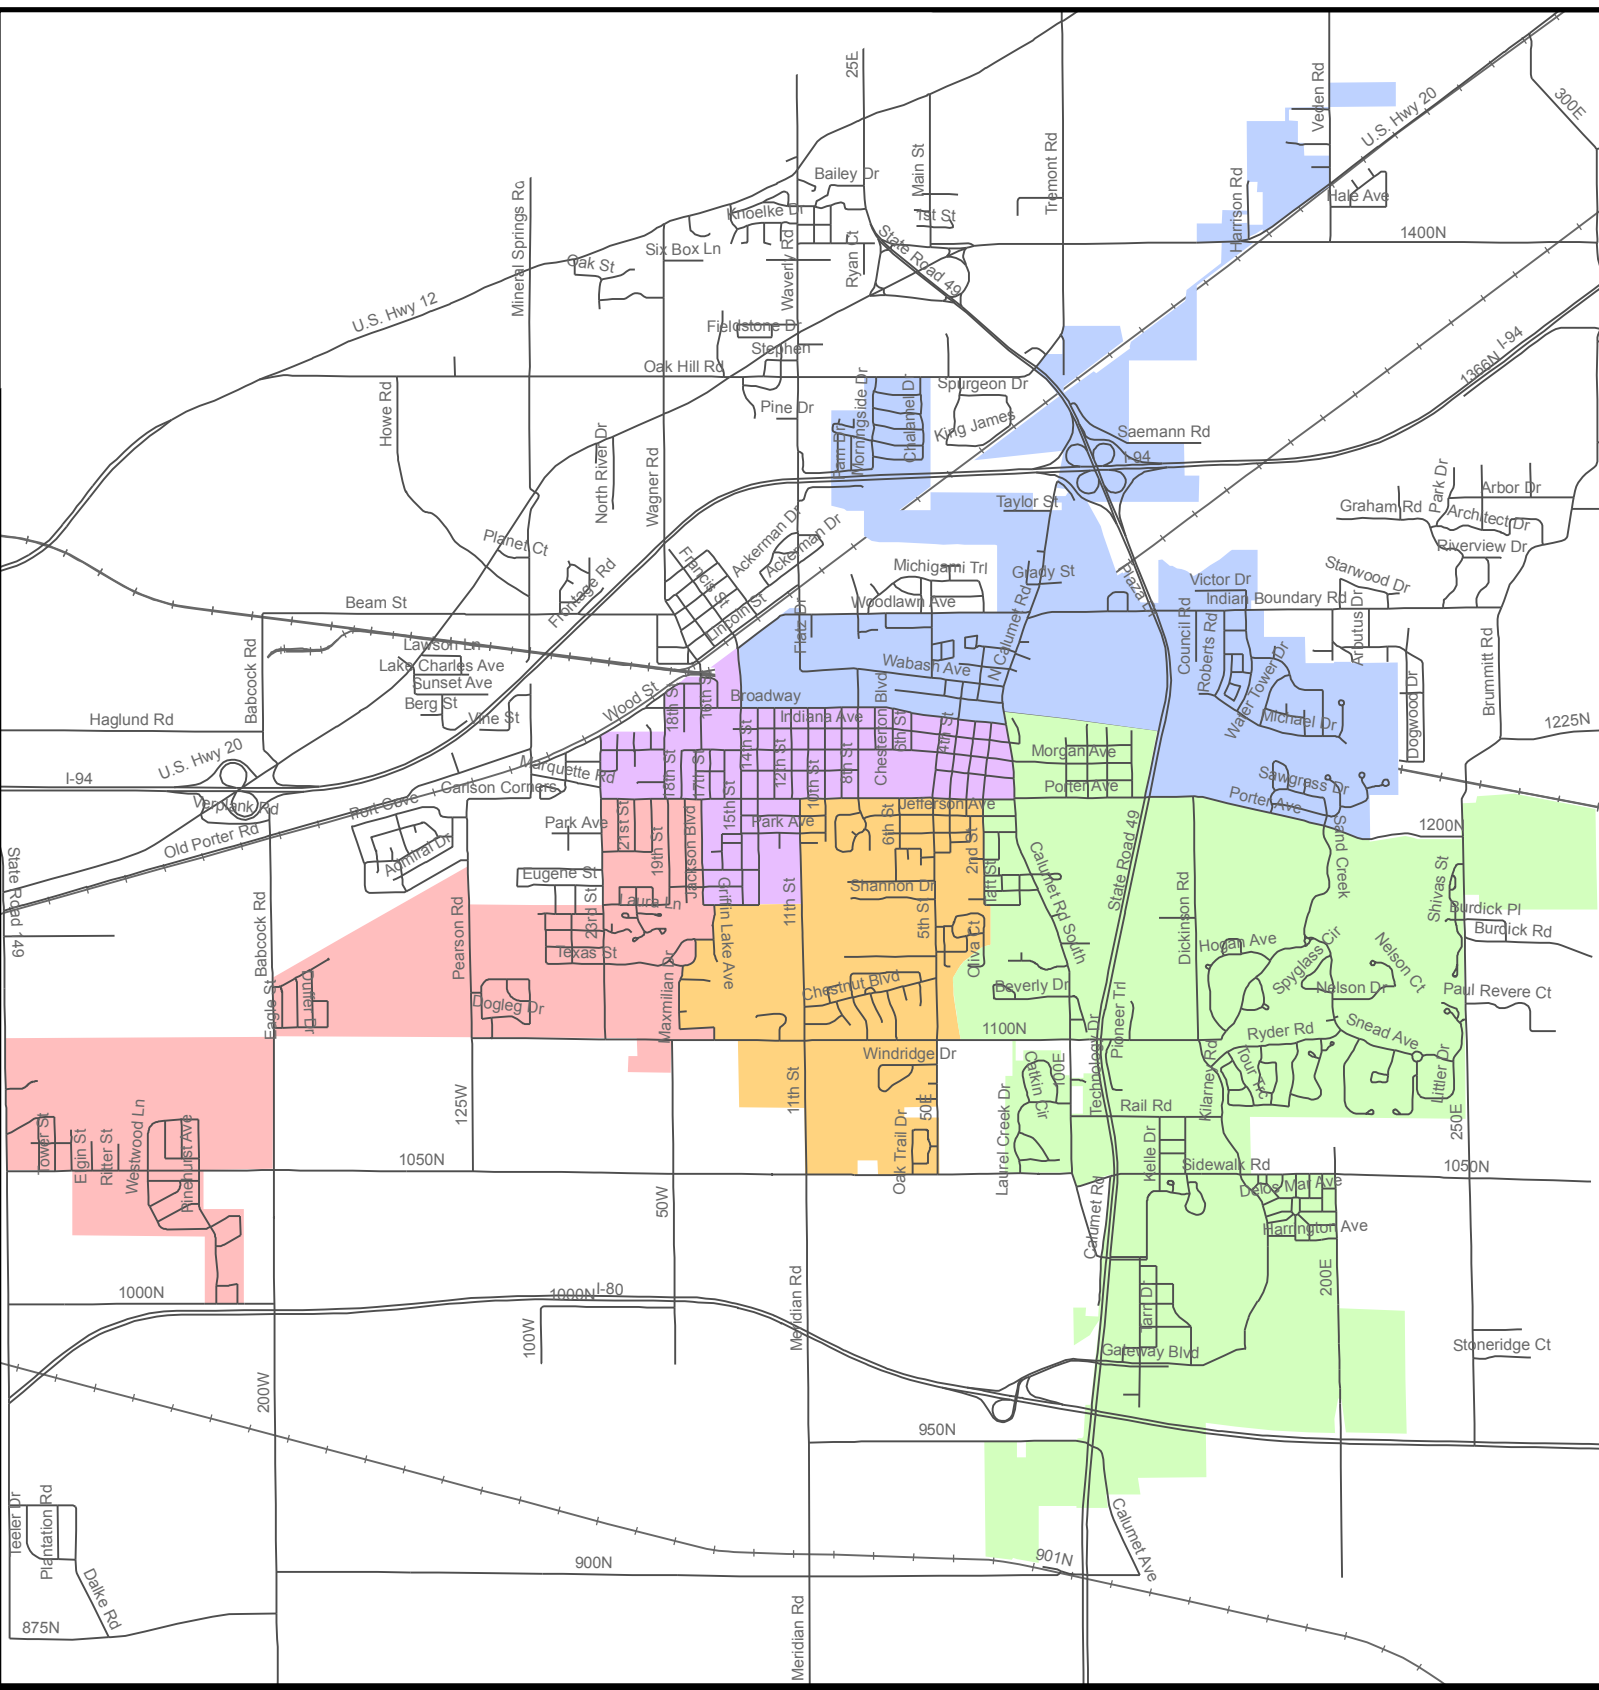 25E
Veden Rd
U.S. Hwy 20
300E
Main St
Tremont Rd
Bailey Dr
Mineral Springs Rd
Harrison Rd
Hale Ave
Knoelke Dr
1st St
1400N
State Road 49
Six Box Ln
Waverly Rd
Ryan Ct
Oak St
U.S. Hwy 12
Fieldstone Dr
Stephen
Oak Hill Rd
1366N
I-94
Howe Rd
Pine Dr
Morningside Dr
Chalamel Dr
Spurgeon Dr
King James
Saemann Rd
North River Dr
Wagner Rd
Pam Dr
I-94
Park Dr
Arbor Dr
Taylor St
Graham Rd
Architect Dr
Riverview Dr
Planet Ct
Ackerman Dr
Ackerman Dr
Francis St
Frontage Rd
Michigami Trl
Grady St
Plaza Dr
Victor Dr
Starwood Dr
Beam St
Lincoln St
Flatz Dr
Woodlawn Ave
N Calumet Rd
Indian Boundary Rd
Arbutus Dr
Council Rd
Roberts Rd
Babcock Rd
Lawson Ln
Lake Charles Ave
Sunset Ave
Berg St
Vine St
Wabash Ave
Water Tower Dr
Brummitt Rd
Dogwood Dr
Wood St
18th St
16th St
Broadway
Chesterton Blvd
Haglund Rd
Indiana Ave
5th St
4th St
Michael Dr
1225N
U.S. Hwy 20
I-94
Marquette Rd
Carlson Corners
18th St
17th St
14th St
12th St
10th St
8th St
Morgan Ave
Porter Ave
Sawgrass Dr
Porter Ave
Verplank Rd
Port Cove
Old Porter Rd
Admiral Dr
Park Ave
21st St
19th St
Jackson Blvd
15th St
Park Ave
Jefferson Ave
6th St
2nd St
State Road 49
Sand Creek
1200N
State Road 49
Eugene St
Laura Ln
23rd St
Texas St
Griffin Lake Ave
11th St
Shannon Dr
5th St
Tatt St
Oliva Ct
Calumet Rd South
Dickinson Rd
Shivas St
Burdick Pl
Burdick Rd
Babcock Rd
Pearson Rd
Hogan Ave
Spyglass Cir
Nelson Ct
Nelson Dr
Paul Revere Ct
Eagle St
Duffer Dr
Dogleg Dr
Maxmilian Dr
Chestnut Blvd
Beverly Dr
1100N
Technology Dr
Pioneer Trl
Ryder Rd
Snead Ave
Littler Dr
Windridge Dr
125W
11th St
50E
Oak Trail Dr
Laurel Creek Dr
Catkin Cir
100E
Rail Rd
Kilarney Rd
Tour Trc
250E
Tower St
Elgin St
Ritter St
Westwood Ln
Pinehurst Ave
1050N
50W
Kelle Dr
Sidewalk Rd
1050N
Delos Mar Ave
Harrington Ave
Calumet Rd
200E
1000N
1000N
I-80
100W
Meridian Rd
Tarr Dr
Gateway Blvd
Stoneridge Ct
200W
950N
Teeler Dr
Plantation Rd
Dalke Rd
900N
901N
Calumet Ave
875N
Meridian Rd